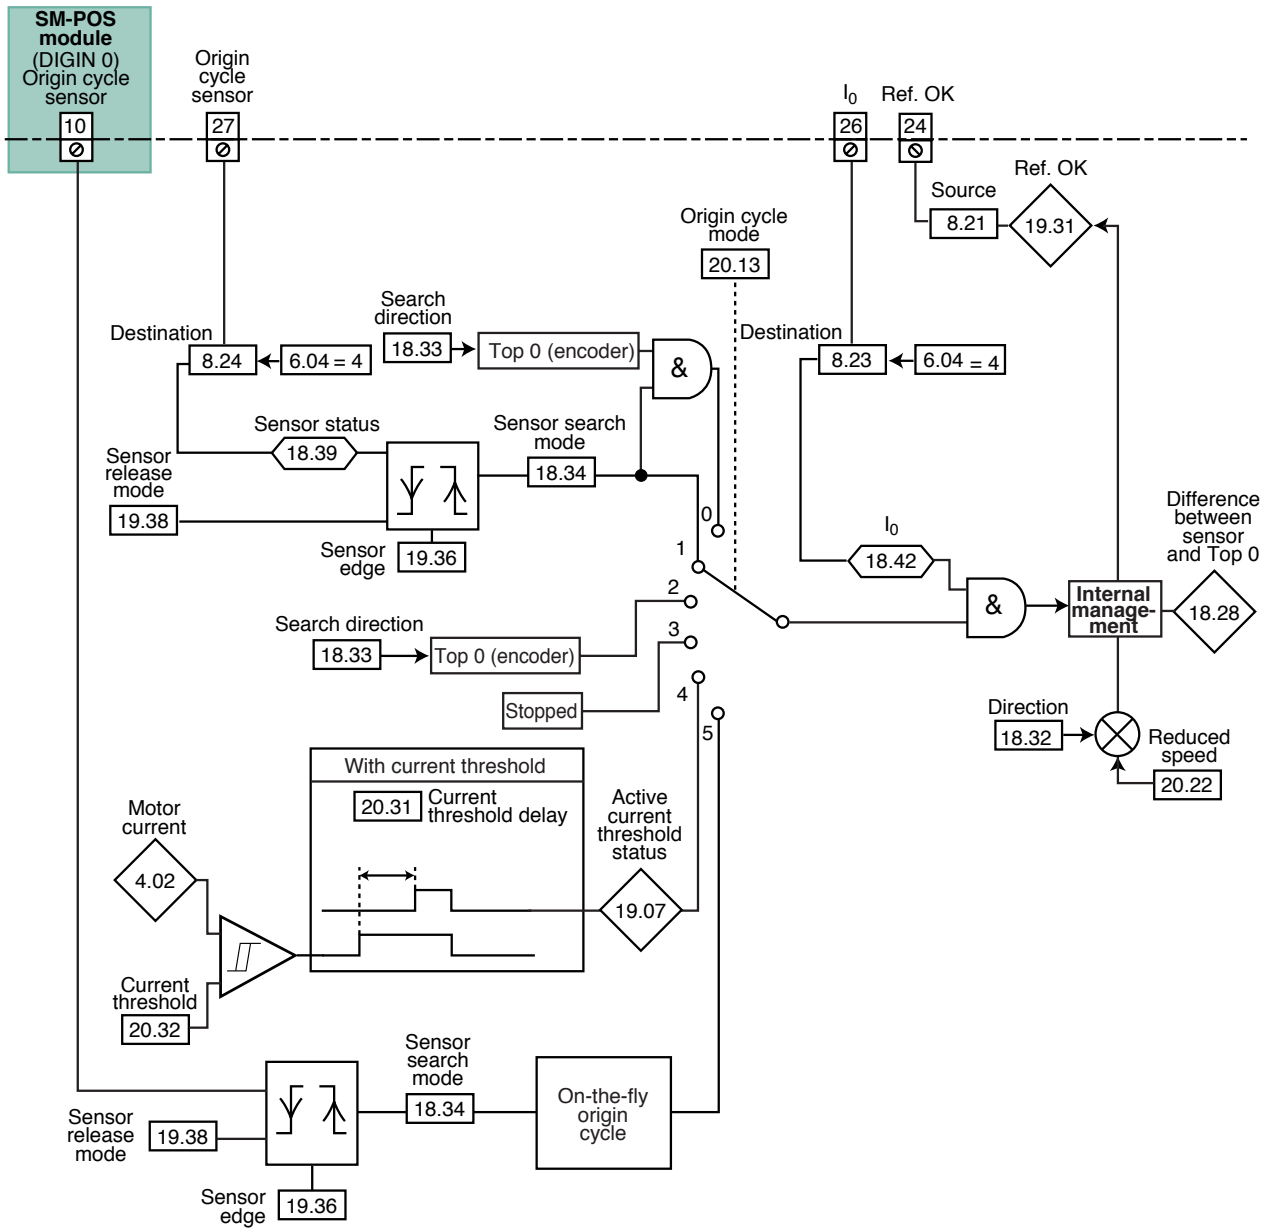 SM-POS
module
(DIGIN 0)
Origin cycle
sensor
10
Origin
cycle
sensor
27
I0
26
Ref. OK
24
Ref. OK
Source
8.21
19.31
Origin cycle
mode
20.13
Search
direction
18.33
Top 0 (encoder)
&
Destination
8.24
6.04 = 4
Destination
8.23
6.04 = 4
Sensor status
18.39
Sensor search
mode
18.34
Sensor
release
mode
19.38
Sensor
edge
19.36
0
1
2
3
4
5
I0
18.42
&
Internal
manage-
ment
Difference
between
sensor
and Top 0
18.28
Search direction
18.33
Top 0 (encoder)
Stopped
Direction
18.32
Reduced
speed
20.22
With current threshold
20.31
Current
threshold delay
Motor
current
4.02
Active
current
threshold
status
19.07
Current
threshold
20.32
Sensor
search
mode
18.34
On-the-fly
origin
cycle
Sensor
release
mode
19.38
Sensor
edge
19.36